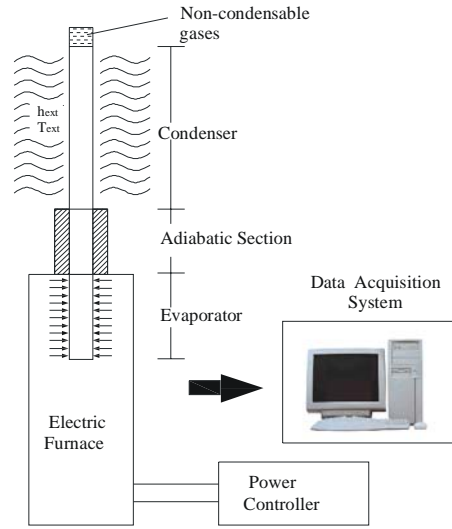 Non-condensable
gases
hext
Text
Condenser
Adiabatic Section
Evaporator
Data Acquisition
System
Electric
Furnace
Power
Controller